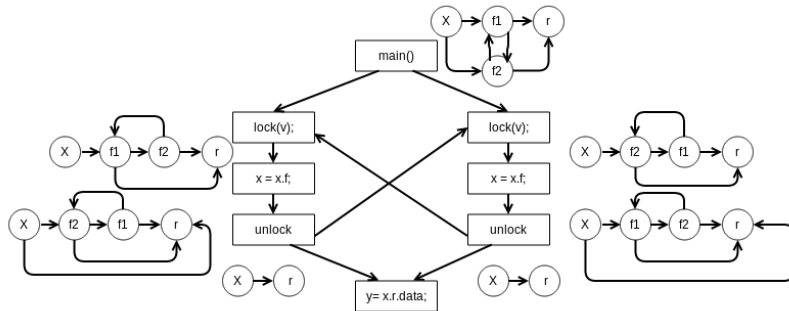 X f1 r
f2
main()
lock(v);
lock(v);
X f1 f2 r
X f2 f1 r
x = x.f;
x = x.f;
X f2 f1 r
unlock
unlock
X f1 f2 r
X r
X r
y= x.r.data;